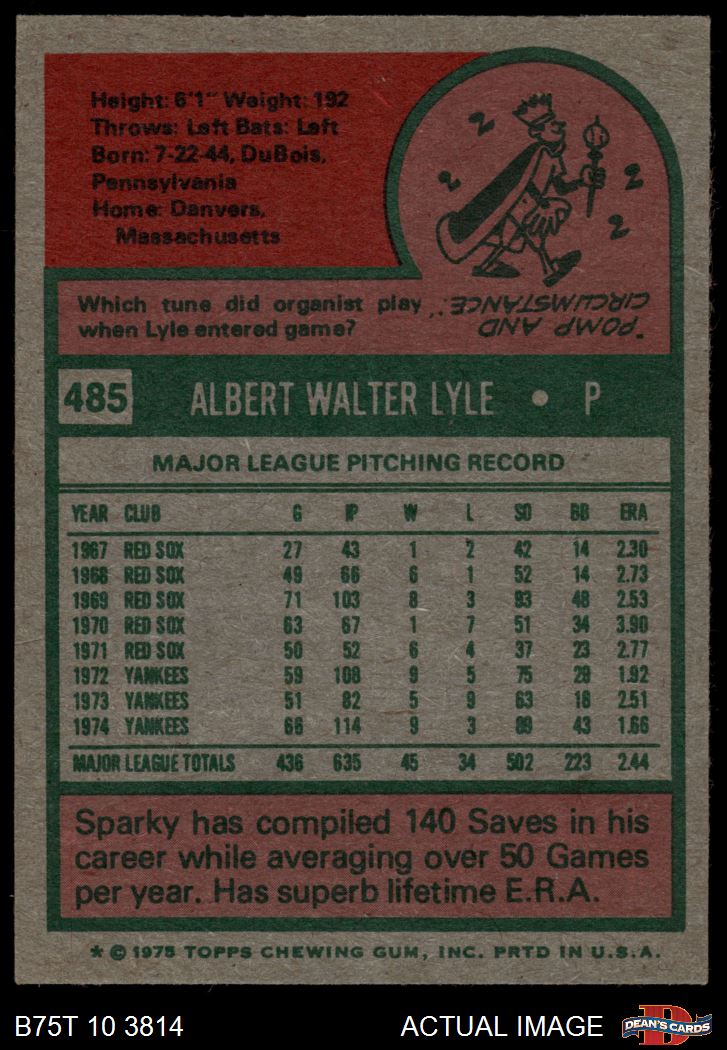 Height: 6'1" Weight: 192
Throws: Left Bats: Left
Born: 7-22-44, DuBois,
Pennsylvania
Home: Danvers,
Massachusetts
2 2 2 2
Which tune did organist play
when Lyle entered game?
"POMP AND
CIRCUMSTANCE".
485 ALBERT WALTER LYLE • P
MAJOR LEAGUE PITCHING RECORD
YEAR CLUB G IP W L SO BB ERA
1967 RED SOX 27 43 1 2 42 14 2.30
1968 RED SOX 49 66 6 1 52 14 2.73
1969 RED SOX 71 103 8 3 93 48 2.53
1970 RED SOX 63 67 1 7 51 34 3.90
1971 RED SOX 50 52 6 4 37 23 2.77
1972 YANKEES 59 108 9 5 75 29 1.92
1973 YANKEES 51 82 5 9 63 18 2.51
1974 YANKEES 66 114 9 3 89 43 1.66
MAJOR LEAGUE TOTALS 436 635 45 34 502 223 2.44
Sparky has compiled 140 Saves in his
career while averaging over 50 Games
per year. Has superb lifetime E.R.A.
* © 1975 TOPPS CHEWING GUM, INC. PRTD IN U.S.A.
B75T 10 3814 ACTUAL IMAGE DEAN'S CARDS